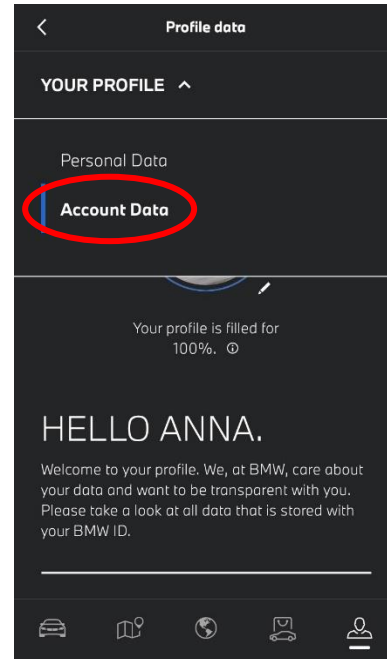 Profile data
YOUR PROFILE
Personal Data
Account Data
Your profile is filled for
100%.
HELLO ANNA.
Welcome to your profile. We, at BMW, care about
your data and want to be transparent with you.
Please take a look at all data that is stored with
your BMW ID.